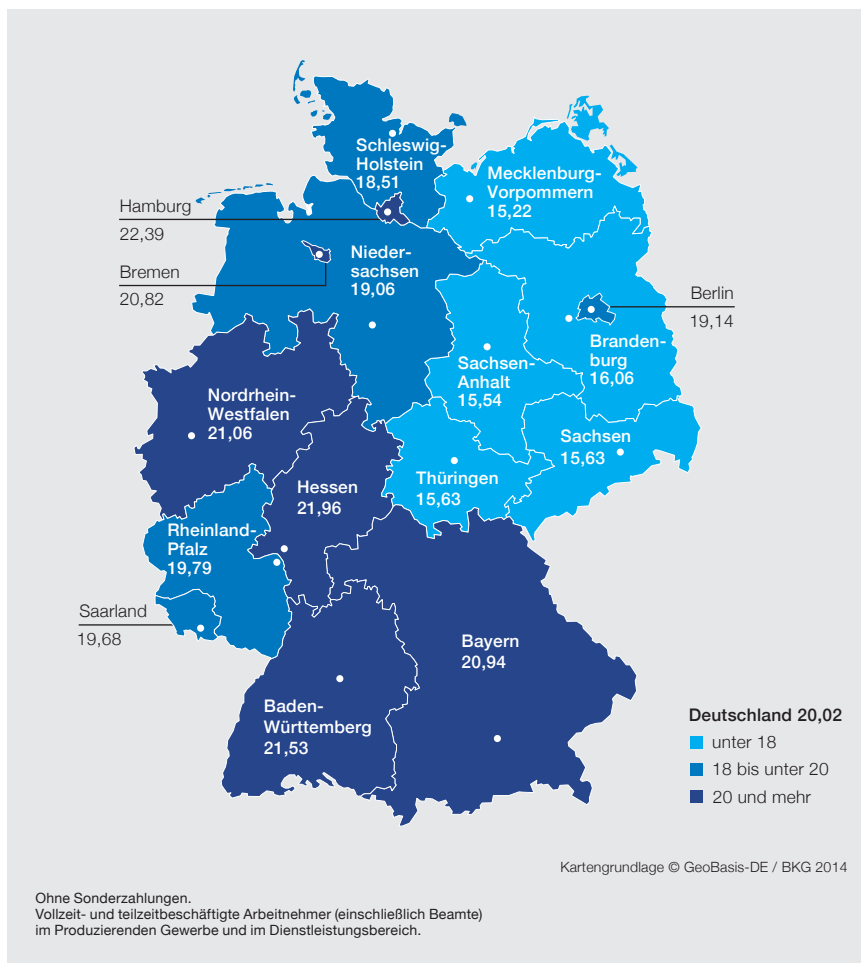 Schleswig-
Holstein
18,51
Mecklenburg-
Vorpommern
15,22
Hamburg
22,39
Bremen
20,82
Nieder-
sachsen
19,06
Berlin
19,14
Branden-
burg
16,06
Sachsen-
Anhalt
15,54
Nordrhein-
Westfalen
21,06
Sachsen
15,63
Thüringen
15,63
Hessen
21,96
Rheinland-
Pfalz
19,79
Saarland
19,68
Bayern
20,94
Baden-
Württemberg
21,53
Deutschland 20,02
unter 18
18 bis unter 20
20 und mehr
Kartengrundlage © GeoBasis-DE / BKG 2014
Ohne Sonderzahlungen.
Vollzeit- und teilzeitbeschäftigte Arbeitnehmer (einschließlich Beamte)
im Produzierenden Gewerbe und im Dienstleistungsbereich.